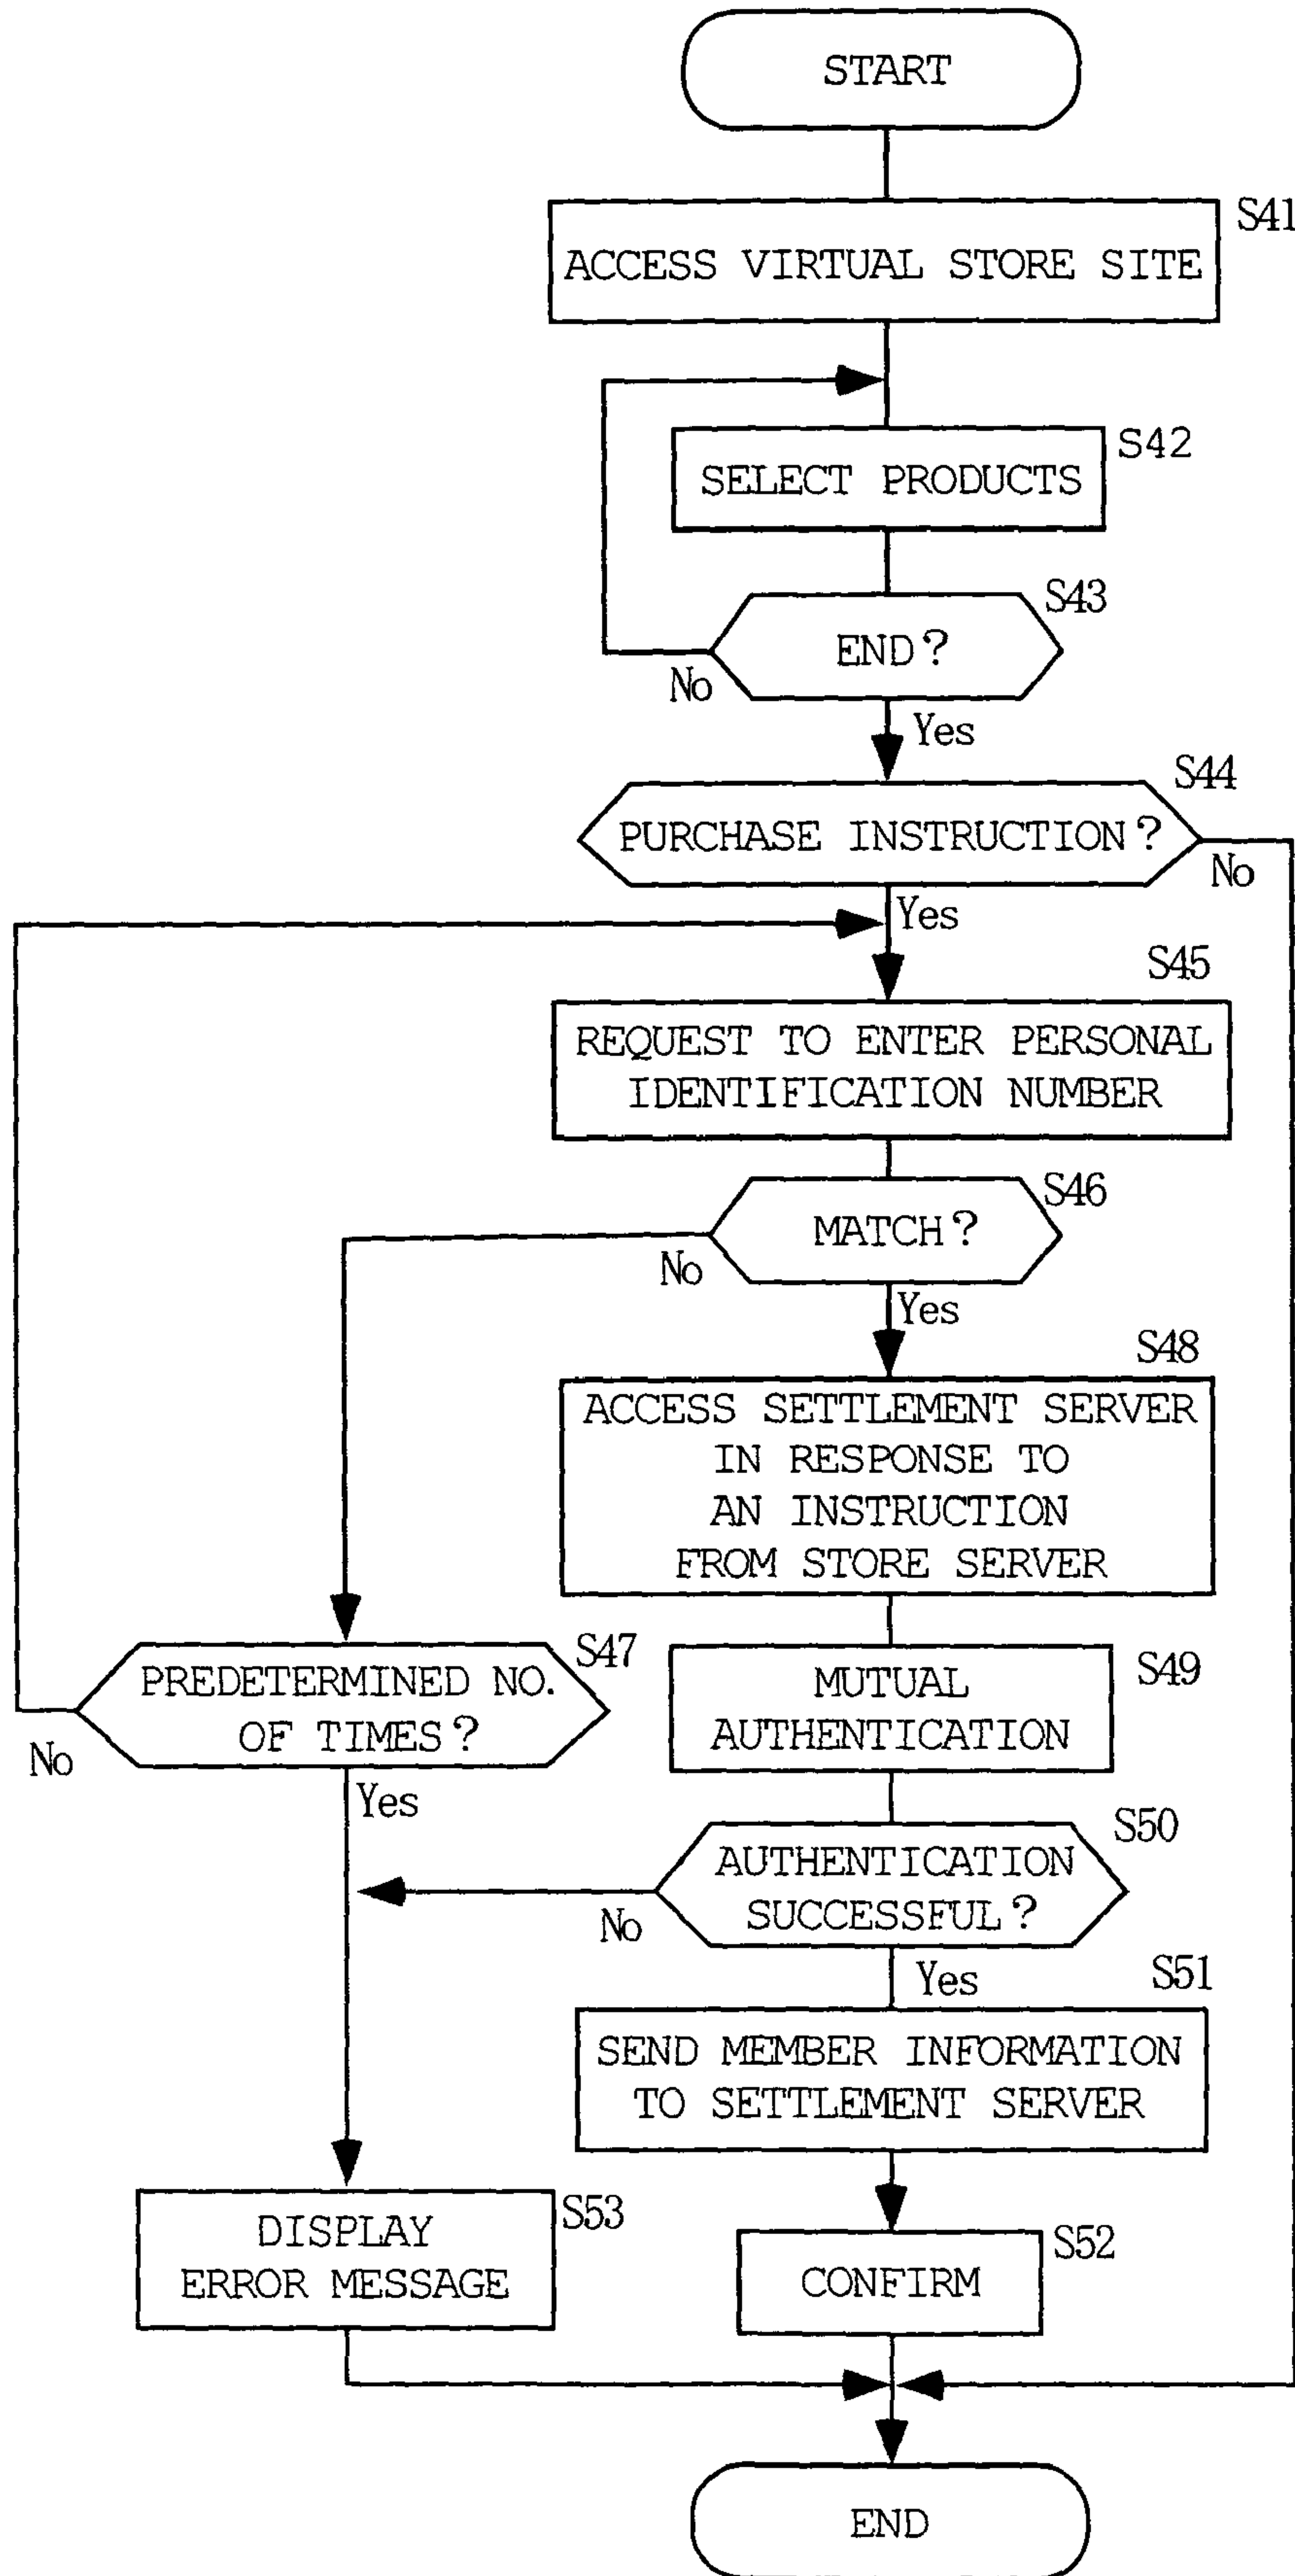 START
S41
ACCESS VIRTUAL STORE SITE
S42
SELECT PRODUCTS
S43
END?
No
Yes
S44
PURCHASE INSTRUCTION?
No
Yes
S45
REQUEST TO ENTER PERSONAL
IDENTIFICATION NUMBER
S46
MATCH?
No
Yes
S48
ACCESS SETTLEMENT SERVER
IN RESPONSE TO
AN INSTRUCTION
FROM STORE SERVER
S47
PREDETERMINED NO.
OF TIMES?
No
Yes
S49
MUTUAL
AUTHENTICATION
S50
AUTHENTICATION
SUCCESSFUL?
No
Yes
S51
SEND MEMBER INFORMATION
TO SETTLEMENT SERVER
S53
DISPLAY
ERROR MESSAGE
S52
CONFIRM
END